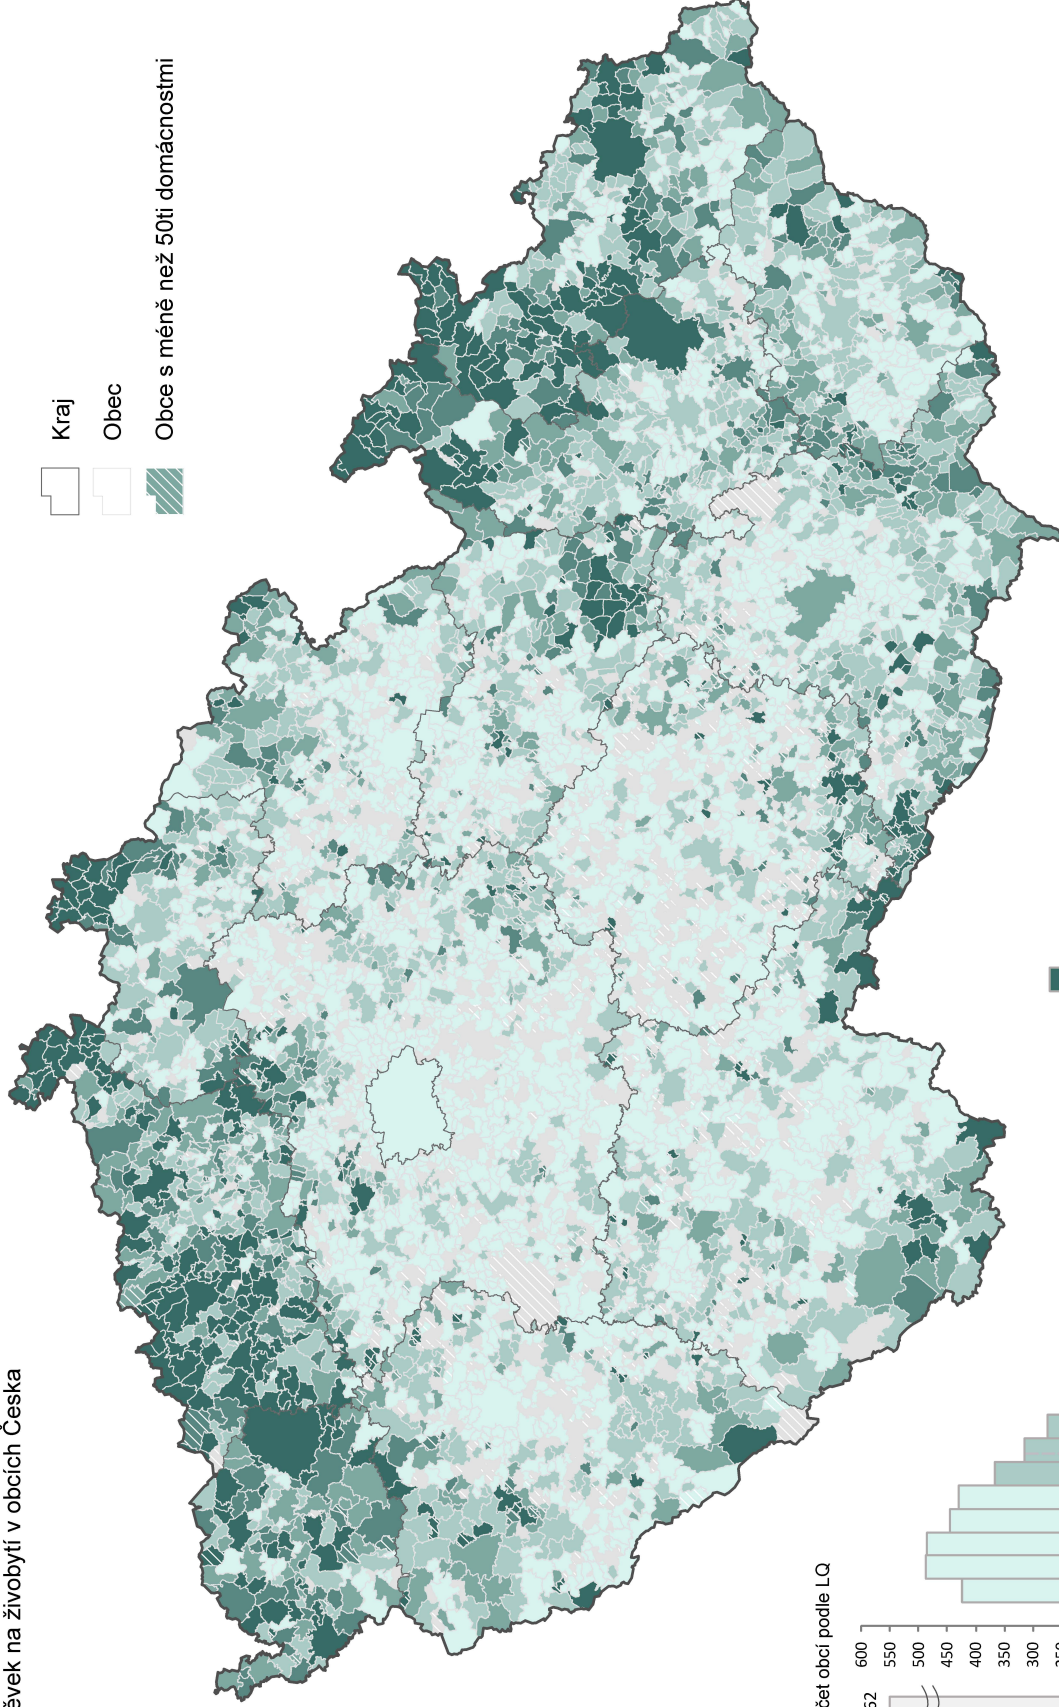 ěvek na živobytí v obcích Česka
Kraj
Obec
Obce s méně než 50ti domácnostmi
čet obcí podle LQ
600
550
500
450
400
350
300